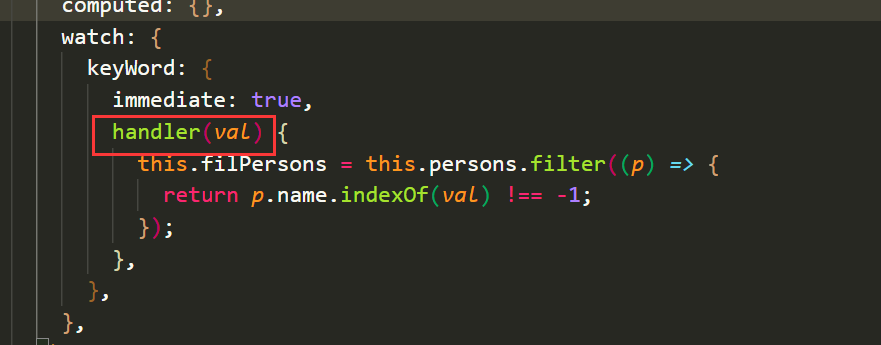 computed: {},
watch: {
keyWord: {
immediate: true,
handler(val) {
this.filPersons = this.persons.filter((p) => {
return p.name.indexOf(val) !== -1;
});
},
},
},